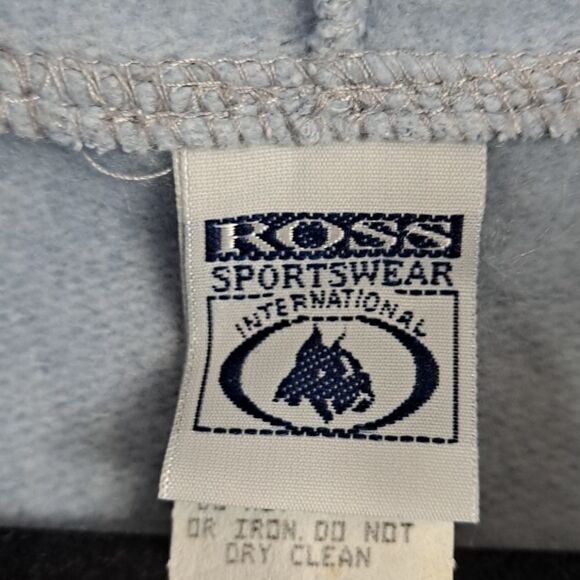 ROSS
SPORTSWEAR
INTERNATIONAL
OR IRON. DO NOT
DRY CLEAN